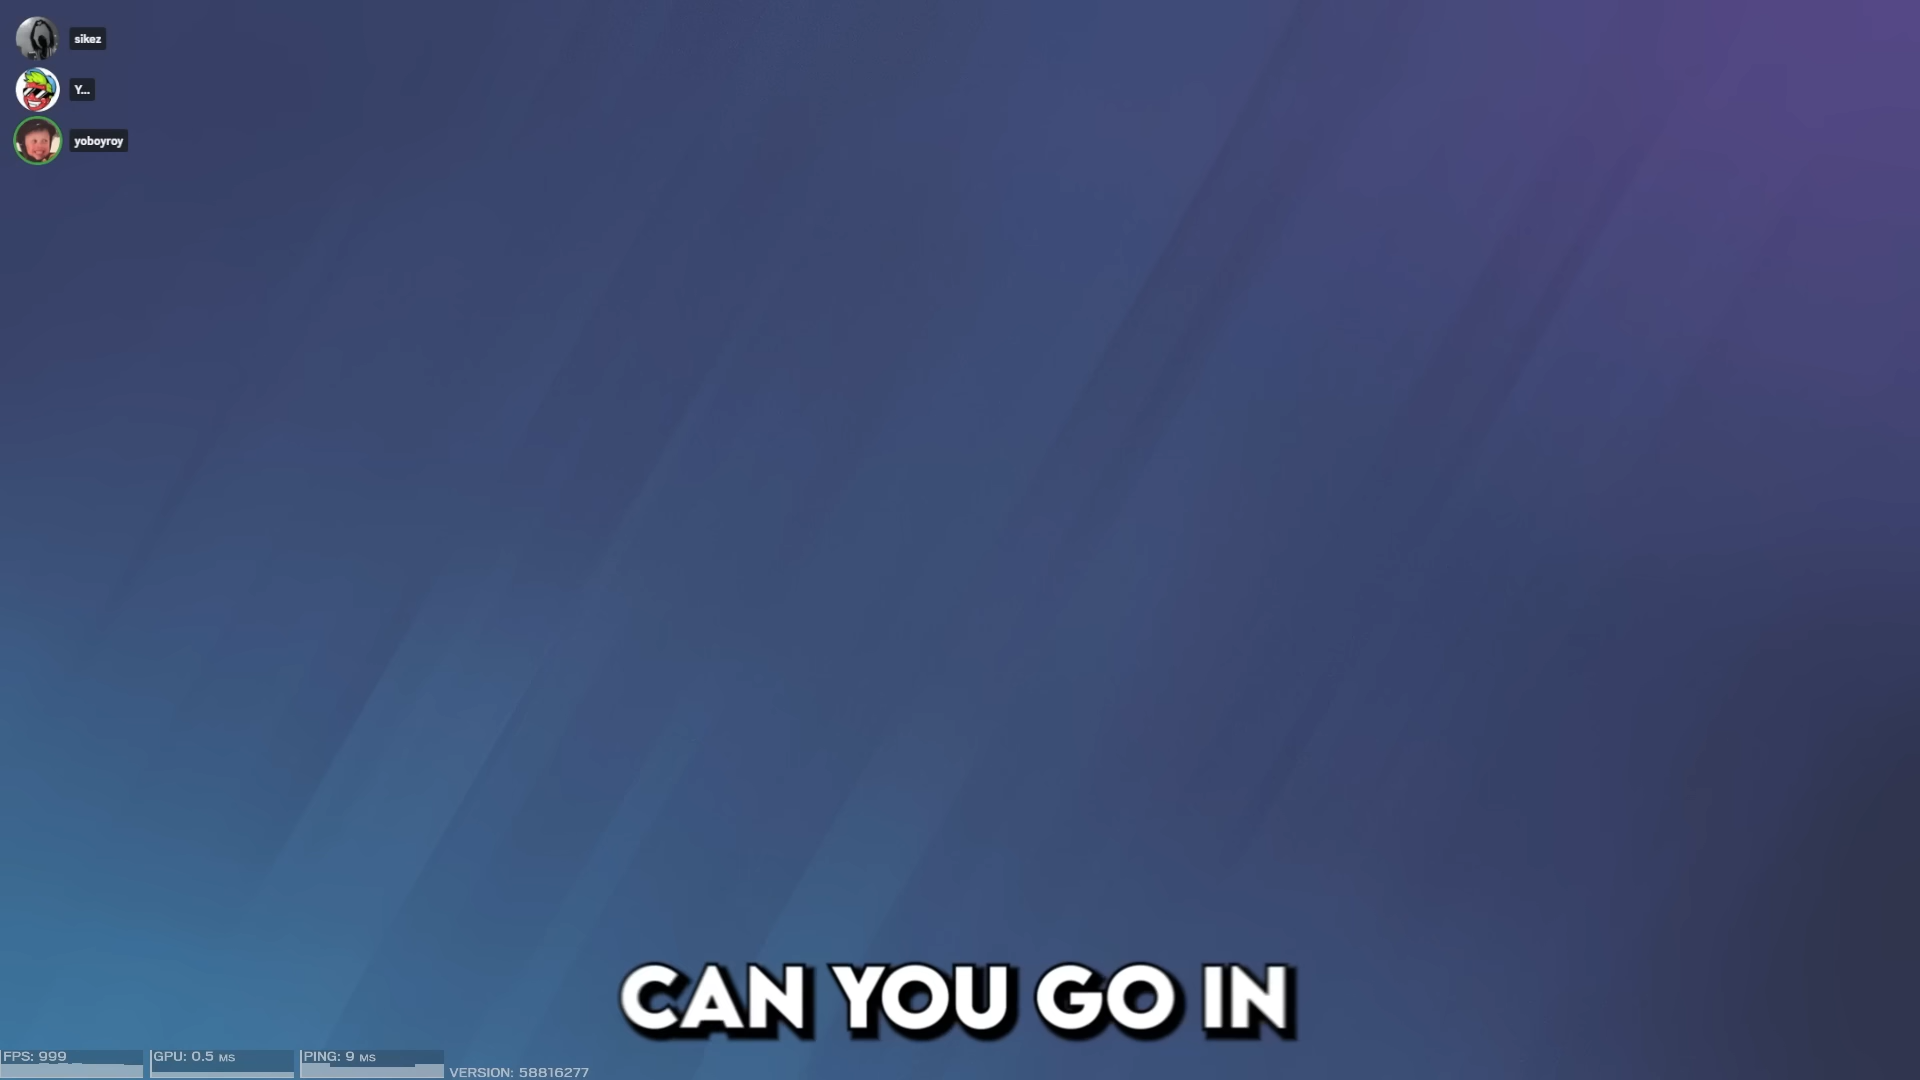 sikez
Y...
yoboyroy
CAN YOU GO IN
FPS: 999
GPU: 0.5 MS
PING: 9 MS
VERSION: 58816277